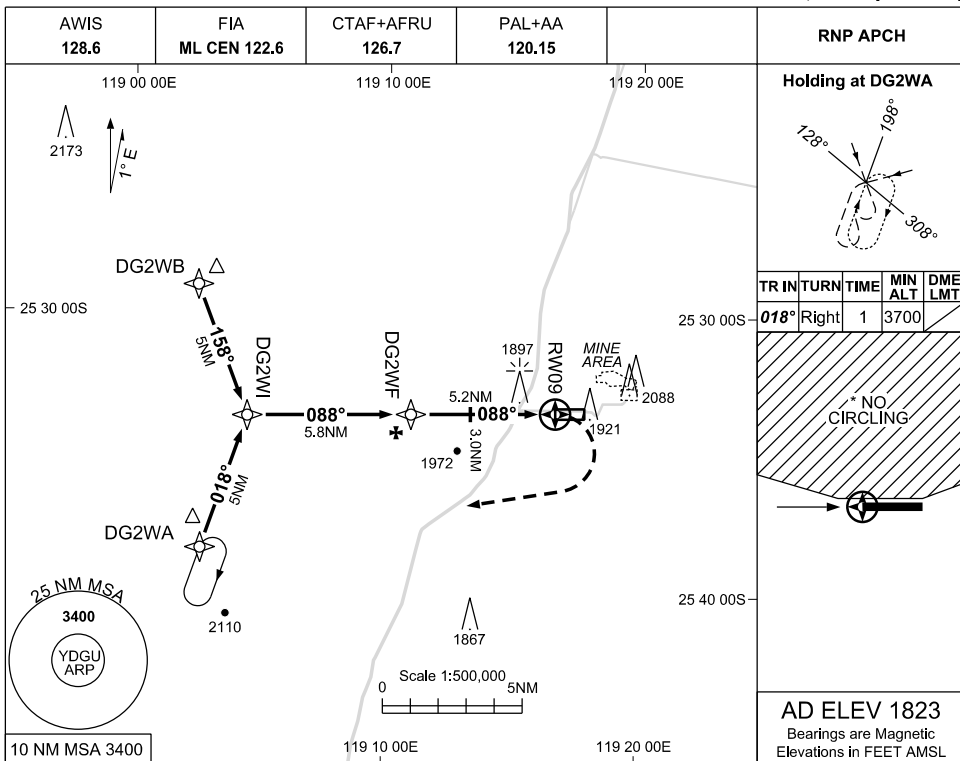 AWIS
128.6
FIA
ML CEN 122.6
CTAF+AFRU
126.7
PAL+AA
120.15
RNP APCH
119 00 00E
119 10 00E
119 20 00E
2173
1° E
DG2WB
25 30 00S
158°
5NM
DG2WI
088°
5.8NM
DG2WF
5.2NM
088°
3.0NM
RW09
1897
MINE
AREA
2088
1921
1972
25 30 00S
018°
5NM
DG2WA
2110
25 40 00S
25 NM MSA
3400
YDGU
ARP
10 NM MSA 3400
1867
Scale 1:500,000
0
5NM
119 10 00E
119 20 00E
Holding at DG2WA
128°
198°
308°
TR IN TURN TIME MIN ALT DME LMT
018° Right 1 3700
* NO
CIRCLING
AD ELEV 1823
Bearings are Magnetic
Elevations in FEET AMSL